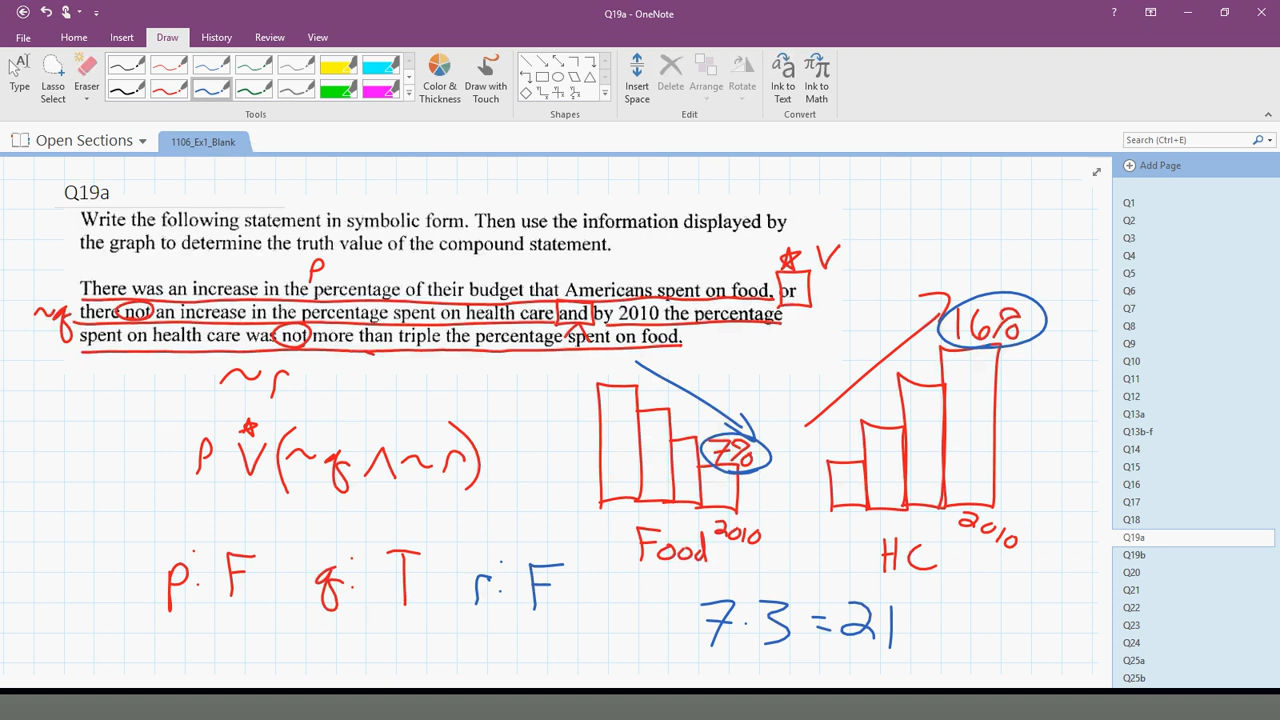 Q19a - OneNote
?
File Home Insert Draw History Review View
Type
Lasso Select
Eraser
Color & Thickness
Draw with Touch
Insert Space
Delete
Arrange
Rotate
Ink to Text
Ink to Math
Tools
Shapes
Edit
Convert
Open Sections
1106_Ex1_Blank
Search (Ctrl+E)
Add Page
Q19a
Write the following statement in symbolic form. Then use the information displayed by
the graph to determine the truth value of the compound statement.
p
V
There was an increase in the percentage of their budget that Americans spent on food, or
~q
there not an increase in the percentage spent on health care and by 2010 the percentage
∧
spent on health care was not more than triple the percentage spent on food.
~r
p V (~q ∧ ~r)
p: F q: T r: F
7%
Food 2010
16%
HC 2010
7·3 = 21
Q1
Q2
Q3
Q4
Q5
Q6
Q7
Q8
Q9
Q10
Q11
Q12
Q13a
Q13b-f
Q14
Q15
Q16
Q17
Q18
Q19a
Q19b
Q20
Q21
Q22
Q23
Q24
Q25a
Q25b